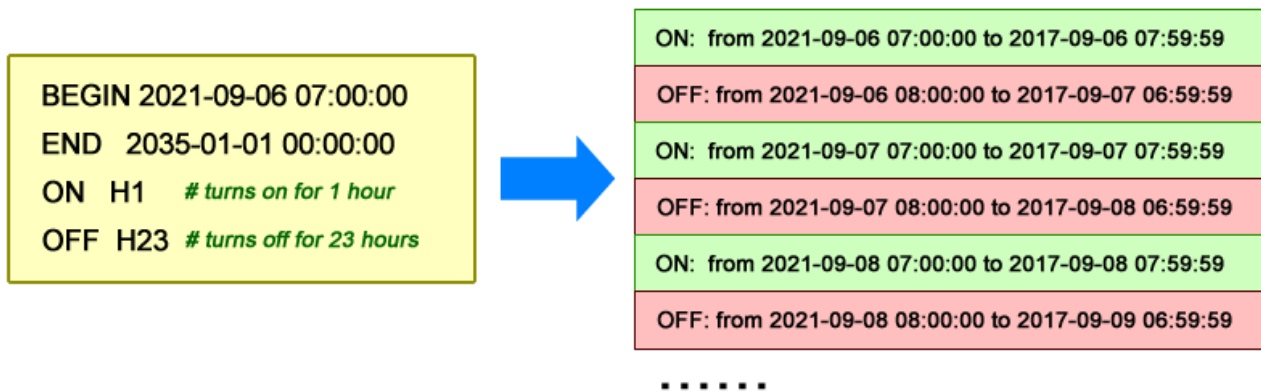 BEGIN 2021-09-06 07:00:00
END 2035-01-01 00:00:00
ON H1 # turns on for 1 hour
OFF H23 # turns off for 23 hours
ON: from 2021-09-06 07:00:00 to 2017-09-06 07:59:59
OFF: from 2021-09-06 08:00:00 to 2017-09-07 06:59:59
ON: from 2021-09-07 07:00:00 to 2017-09-07 07:59:59
OFF: from 2021-09-07 08:00:00 to 2017-09-08 06:59:59
ON: from 2021-09-08 07:00:00 to 2017-09-08 07:59:59
OFF: from 2021-09-08 08:00:00 to 2017-09-09 06:59:59
......